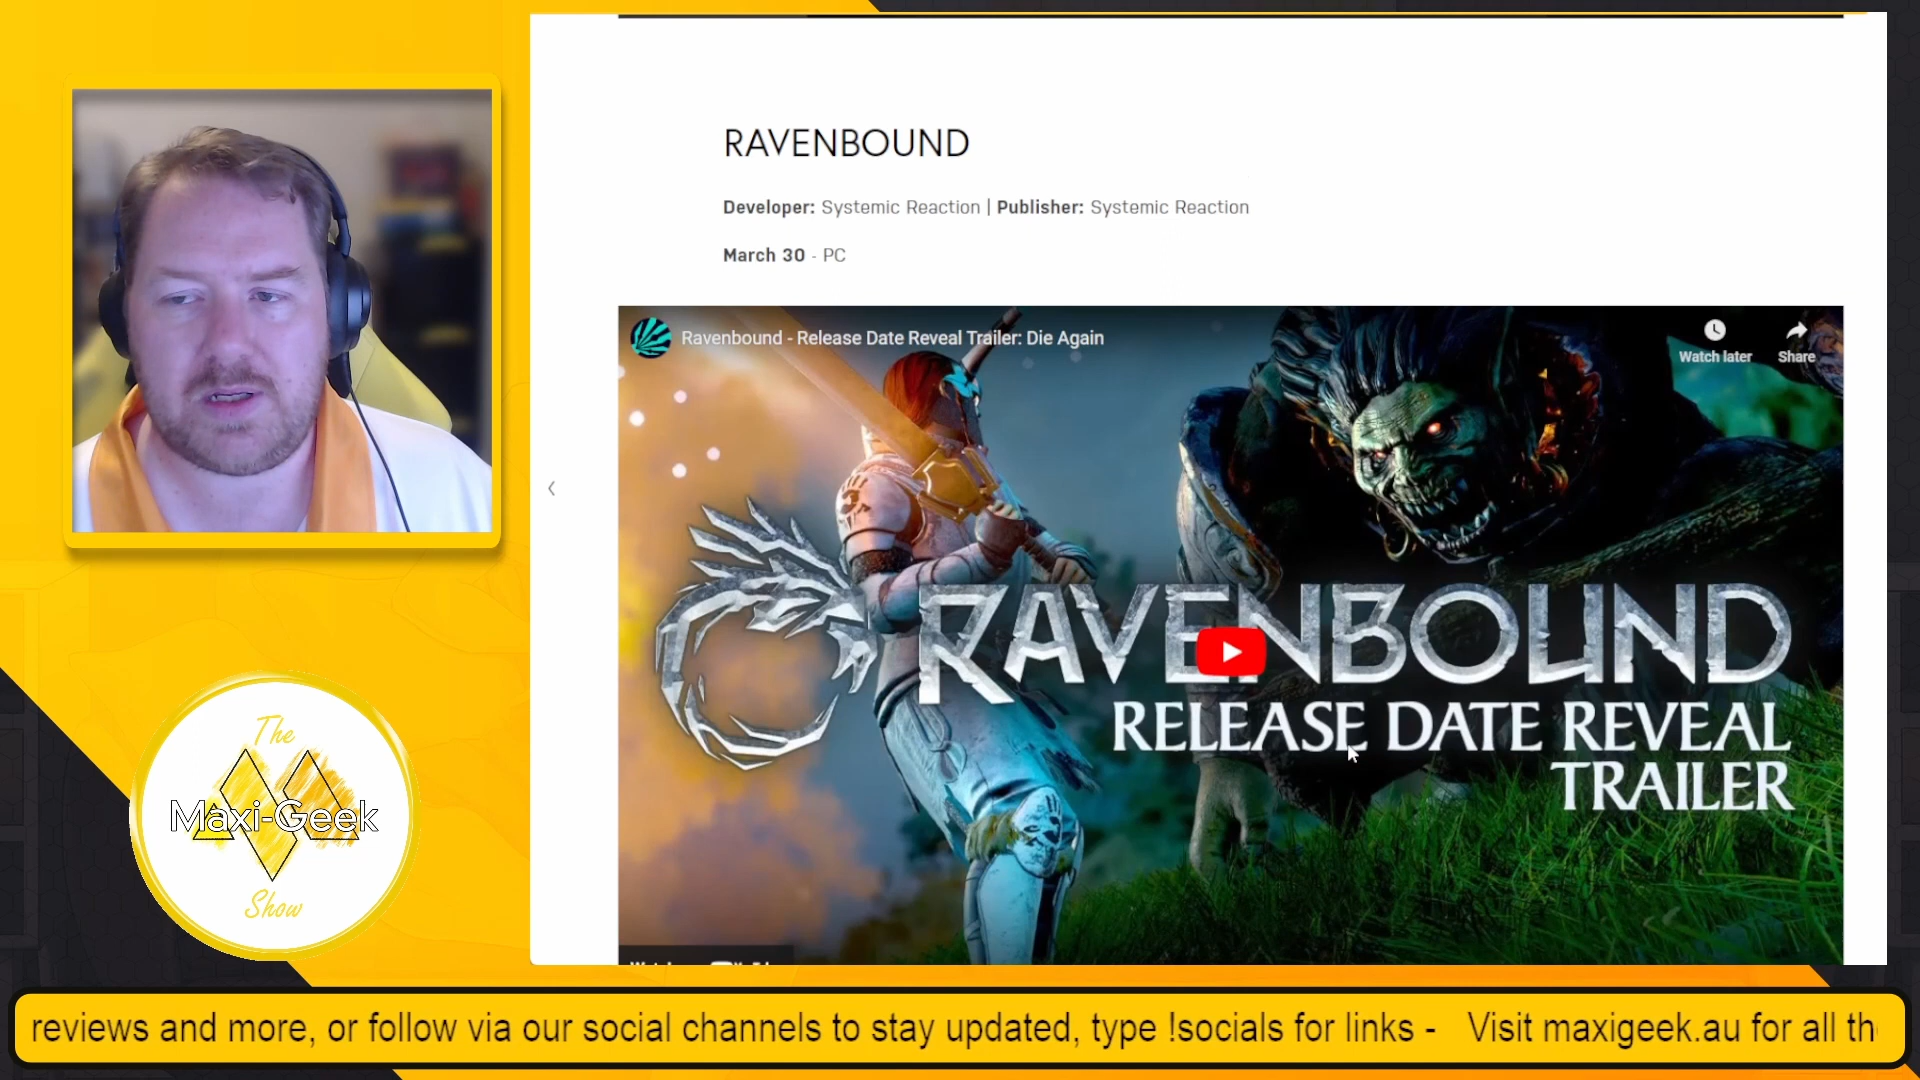 RAVENBOUND
Developer: Systemic Reaction | Publisher: Systemic Reaction
March 30 - PC
Ravenbound - Release Date Reveal Trailer: Die Again
Watch later
Share
RAVENBOUND
RELEASE DATE REVEAL
TRAILER
The
Maxi-Geek
Show
reviews and more, or follow via our social channels to stay updated, type !socials for links - Visit maxigeek.au for all